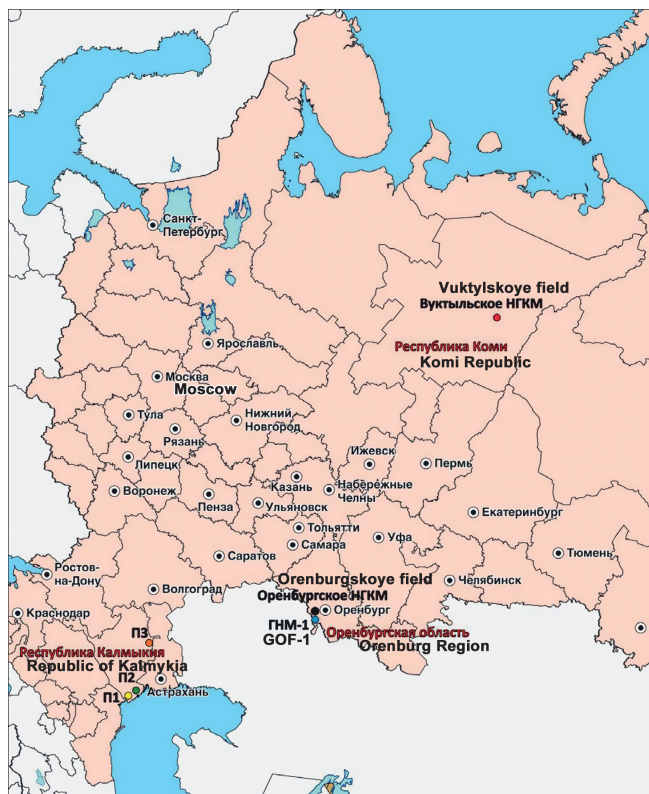 Санкт-
Петербург
Vuktylskoye field
Вуктыльское НГКМ
Республика Коми
Komi Republic
Ярославль
Москва
Moscow
Тула
Рязань
Нижний
Новгород
Липецк
Воронеж
Пенза
Казань
Ульяновск
Ижевск
Набережные
Челны
Пермь
Екатеринбург
Тольятти
Самара
Уфа
Тюмень
Саратов
Ростов-
на-Дону
Волгоград
Челябинск
Orenburgskoye field
Оренбургское НГКМ
Оренбург
Краснодар
ГНМ-1
GOF-1
Оренбургская область
Orenburg Region
П3
Республика Калмыкия
Republic of Kalmykia
П2
Астрахань
П1